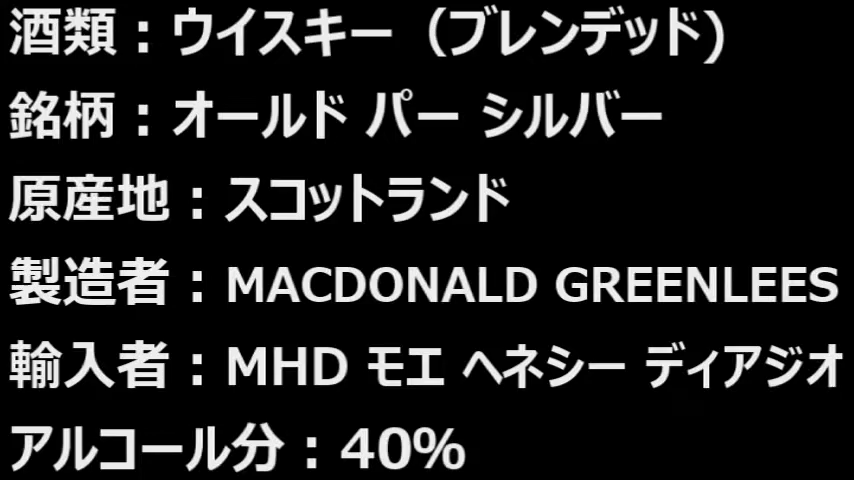 酒類：ウイスキー（ブレンデッド)
銘柄：オールド パー シルバー
原産地：スコットランド
製造者：MACDONALD GREENLEES
輸入者：MHD モエ ヘネシー ディアジオ
アルコール分：40%